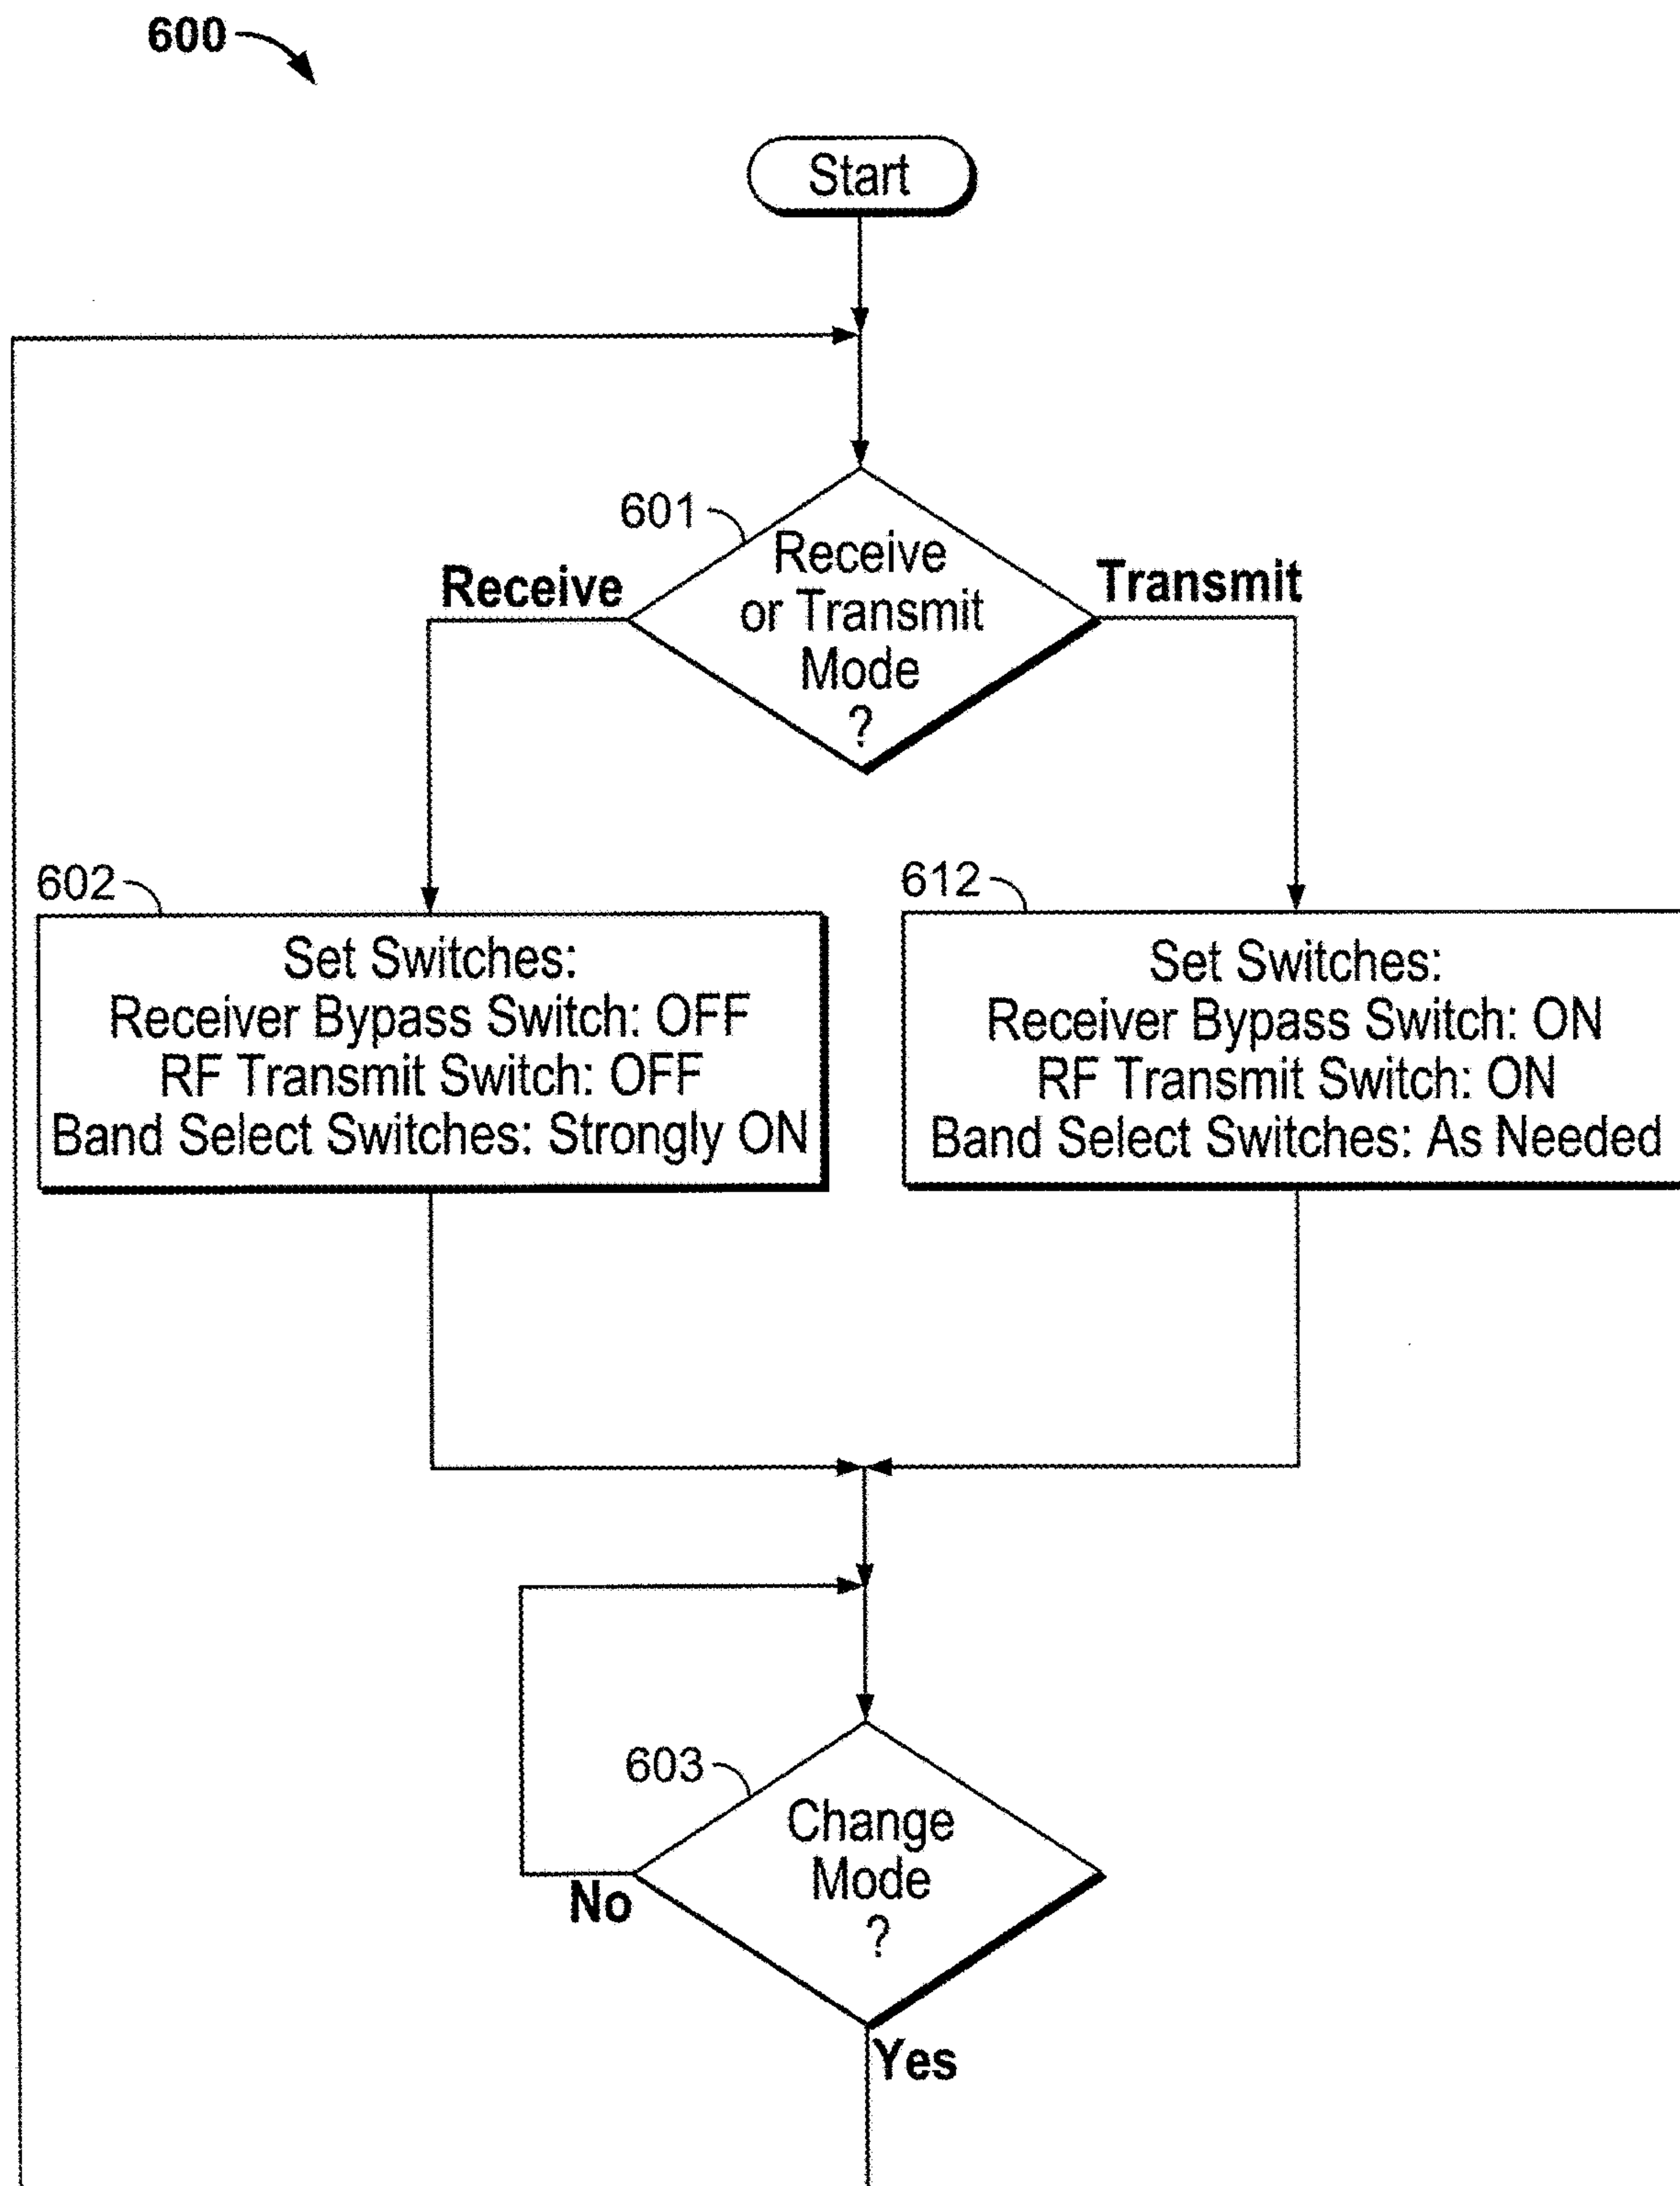 600
Start
601
Receive
or Transmit
Mode
?
Receive
Transmit
602
Set Switches:
Receiver Bypass Switch: OFF
RF Transmit Switch: OFF
Band Select Switches: Strongly ON
612
Set Switches:
Receiver Bypass Switch: ON
RF Transmit Switch: ON
Band Select Switches: As Needed
603
Change
Mode
?
No
Yes